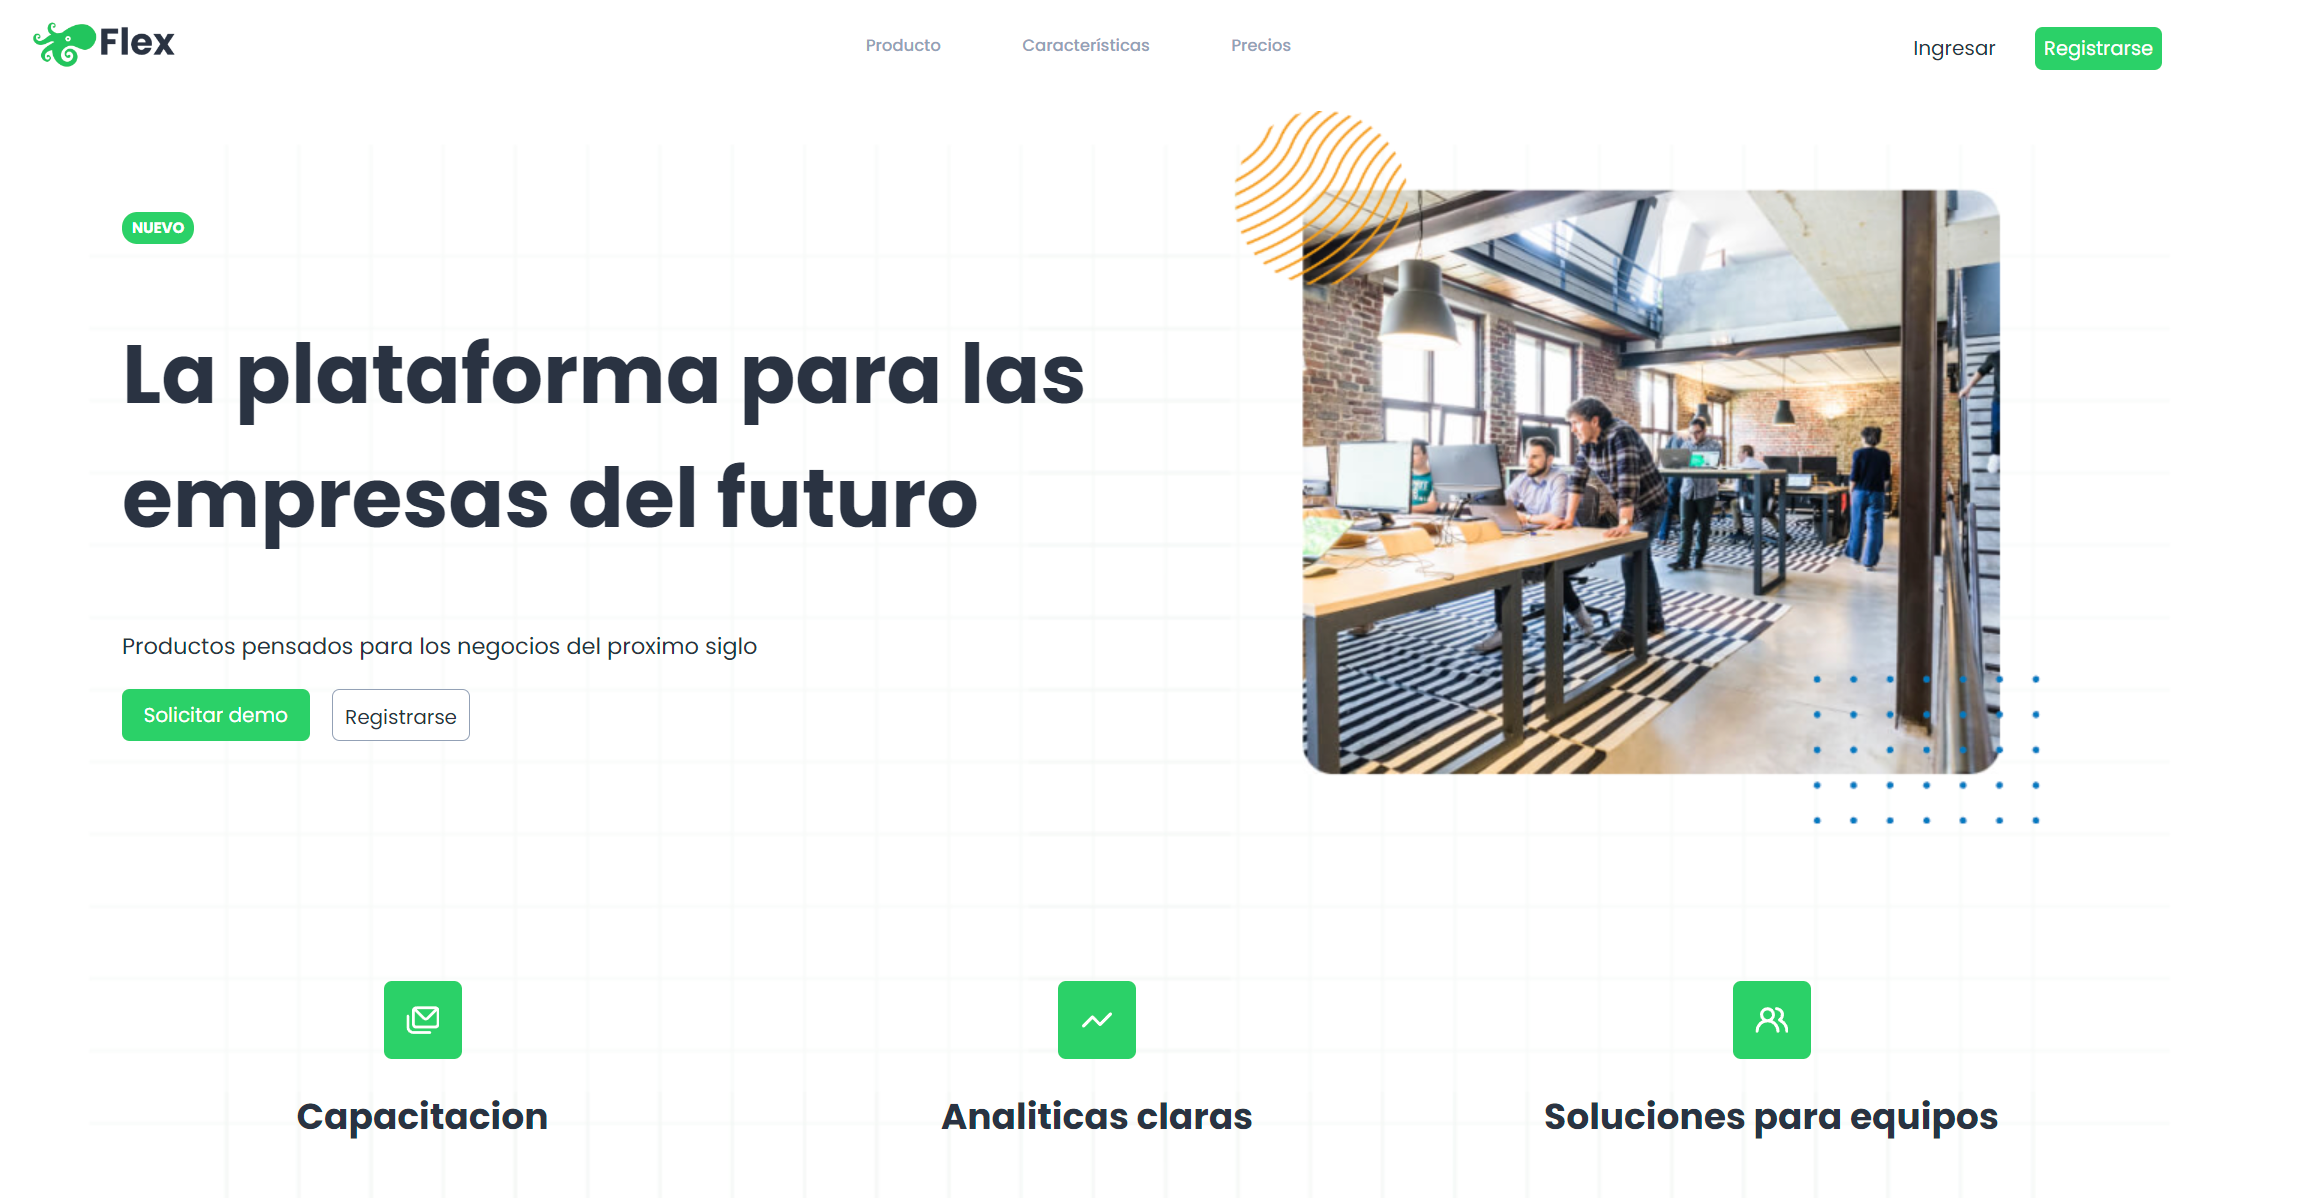 Flex
Producto
Características
Precios
Ingresar
Registrarse
NUEVO
La plataforma para las
empresas del futuro
Productos pensados para los negocios del proximo siglo
Solicitar demo
Registrarse
Capacitacion
Analiticas claras
Soluciones para equipos